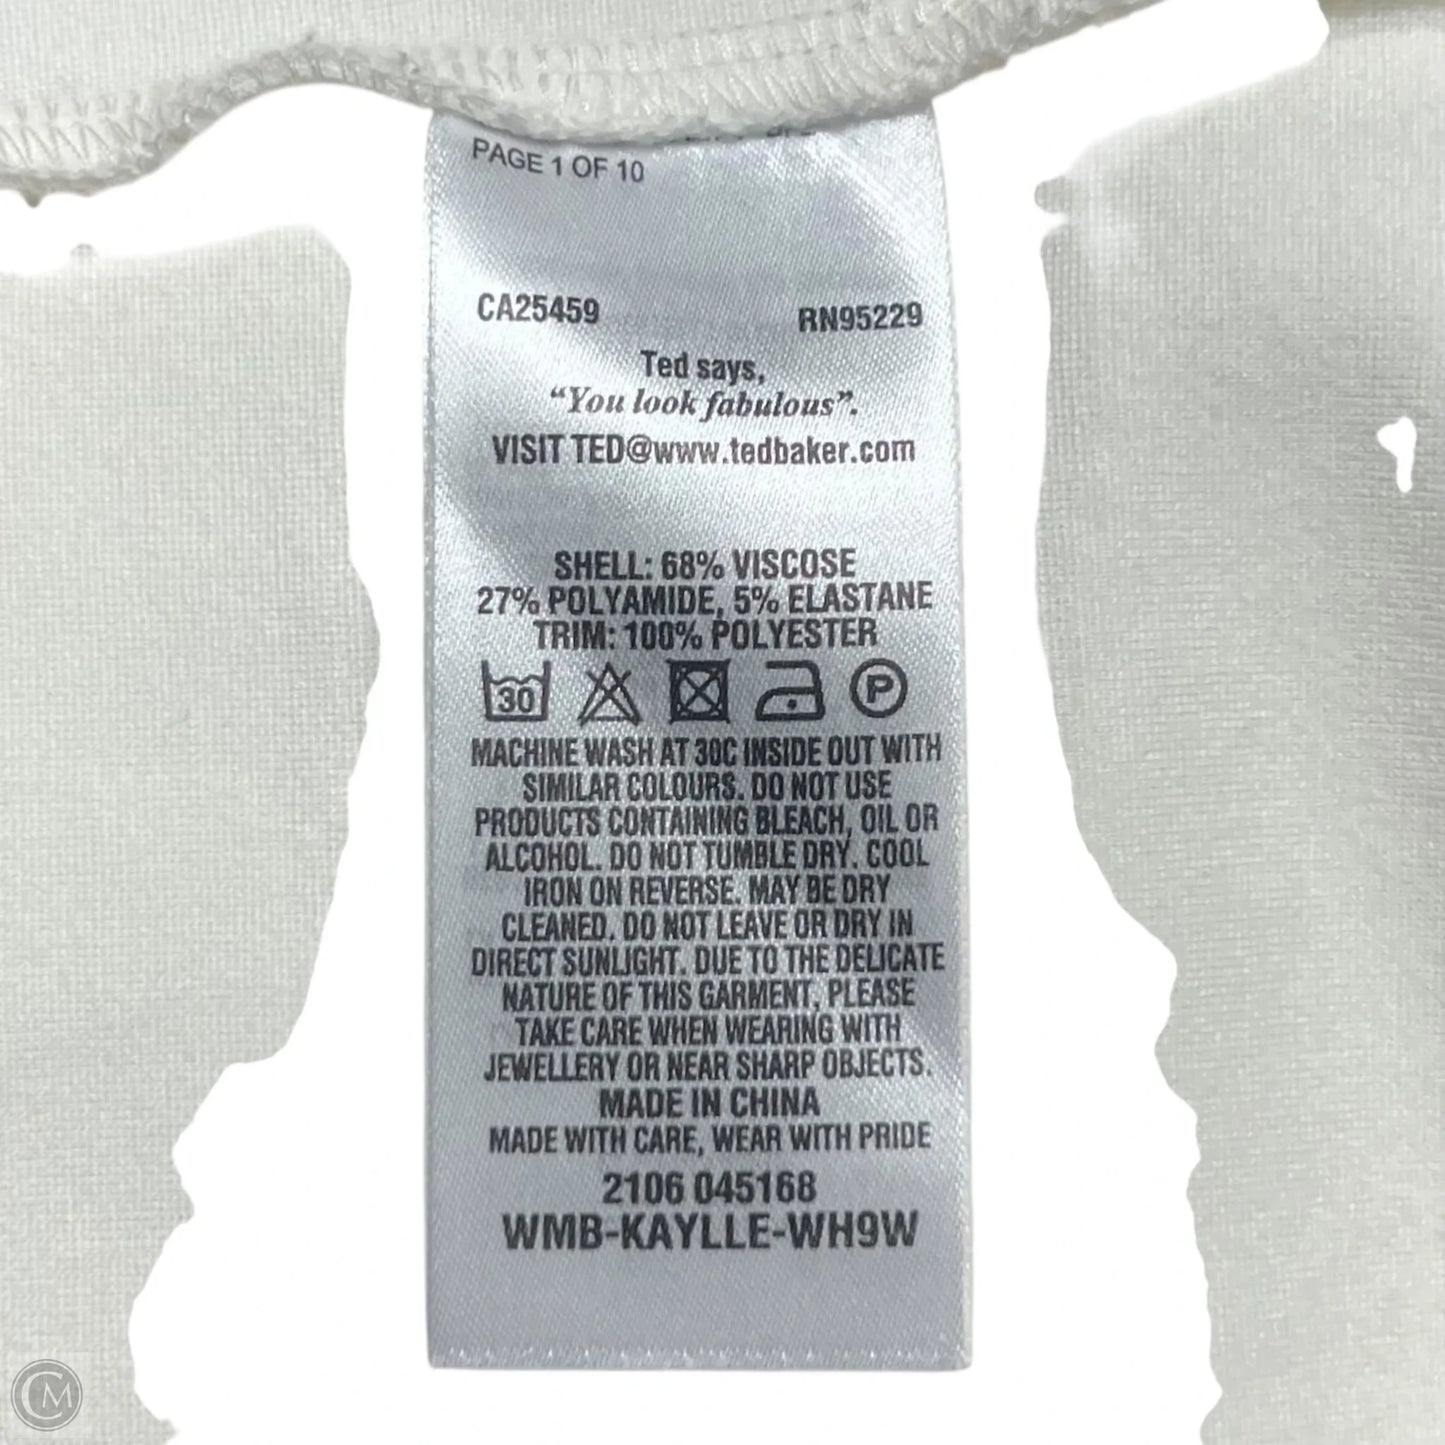 PAGE 1 OF 10
CA25459 RN95229
Ted says,
“You look fabulous”.
VISIT TED@www.tedbaker.com
SHELL: 68% VISCOSE
27% POLYAMIDE, 5% ELASTANE
TRIM: 100% POLYESTER
30 P
MACHINE WASH AT 30C INSIDE OUT WITH
SIMILAR COLOURS. DO NOT USE
PRODUCTS CONTAINING BLEACH, OIL OR
ALCOHOL. DO NOT TUMBLE DRY. COOL
IRON ON REVERSE. MAY BE DRY
CLEANED. DO NOT LEAVE OR DRY IN
DIRECT SUNLIGHT. DUE TO THE DELICATE
NATURE OF THIS GARMENT, PLEASE
TAKE CARE WHEN WEARING WITH
JEWELLERY OR NEAR SHARP OBJECTS.
MADE IN CHINA
MADE WITH CARE, WEAR WITH PRIDE
2106 045168
WMB-KAYLLE-WH9W
CM